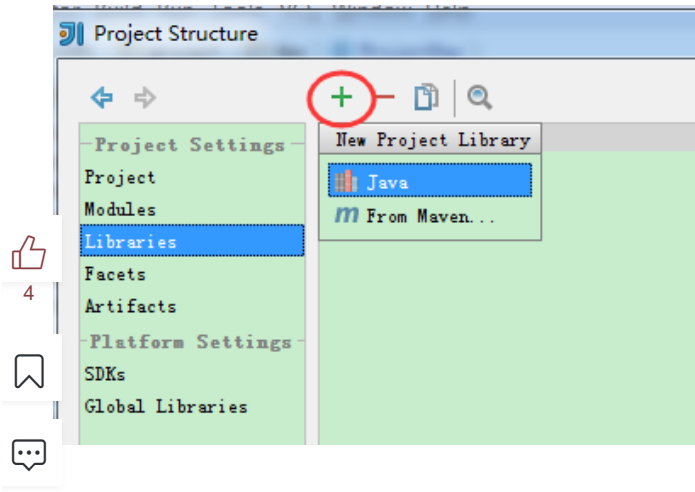 Project Structure
New Project Library
Java
m From Maven...
Project Settings
Project
Modules
Libraries
Facets
Artifacts
Platform Settings
SDKs
Global Libraries
4